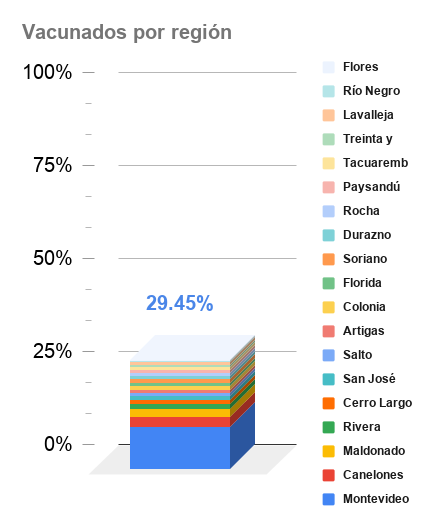 Vacunados por región
100%
75%
50%
25%
0%
29.45%
Flores
Río Negro
Lavalleja
Treinta y
Tacuaremb
Paysandú
Rocha
Durazno
Soriano
Florida
Colonia
Artigas
Salto
San José
Cerro Largo
Rivera
Maldonado
Canelones
Montevideo